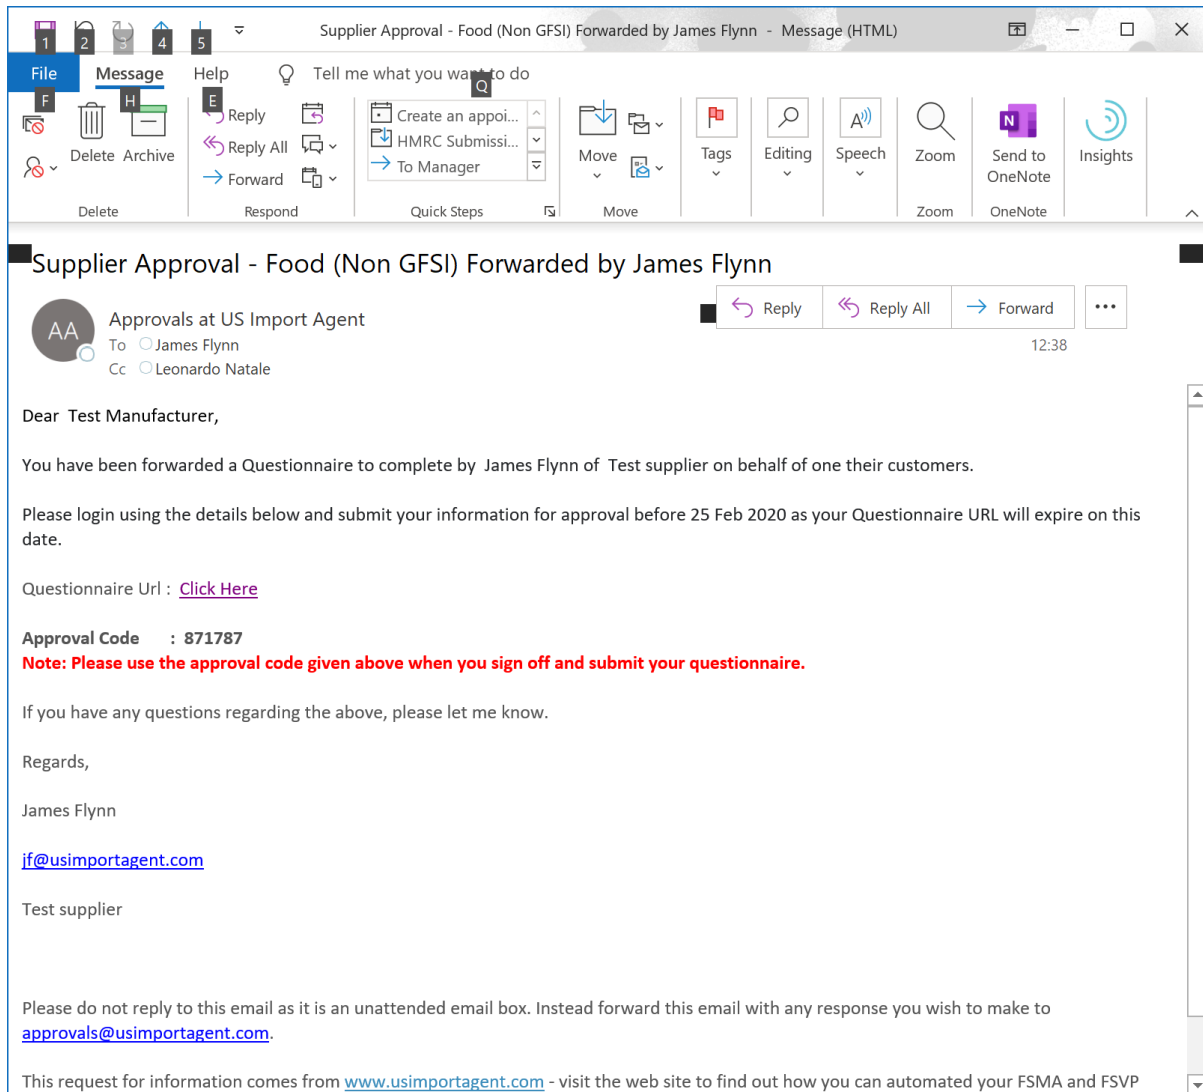 1 2 3 4 5
Supplier Approval - Food (Non GFSI) Forwarded by James Flynn - Message (HTML)
File Message Help Tell me what you want to do
F H E Q
Delete Archive
Reply
Reply All
Forward
Create an appoi...
HMRC Submissi...
To Manager
Move
Tags
Editing
Speech
Zoom
Send to
OneNote
Insights
Delete Respond Quick Steps Move Zoom OneNote
Supplier Approval - Food (Non GFSI) Forwarded by James Flynn
AA
Approvals at US Import Agent
To James Flynn
Cc Leonardo Natale
Reply Reply All Forward
12:38
Dear Test Manufacturer,
You have been forwarded a Questionnaire to complete by James Flynn of Test supplier on behalf of one their customers.
Please login using the details below and submit your information for approval before 25 Feb 2020 as your Questionnaire URL will expire on this
date.
Questionnaire Url : Click Here
Approval Code : 871787
Note: Please use the approval code given above when you sign off and submit your questionnaire.
If you have any questions regarding the above, please let me know.
Regards,
James Flynn
jf@usimportagent.com
Test supplier
Please do not reply to this email as it is an unattended email box. Instead forward this email with any response you wish to make to
approvals@usimportagent.com.
This request for information comes from www.usimportagent.com - visit the web site to find out how you can automated your FSMA and FSVP